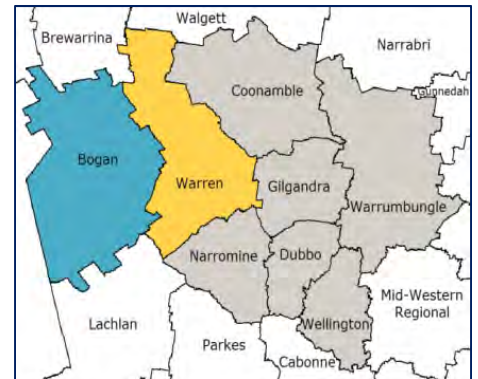 Walgett
Brewarrina
Narrabri
Gunnedah
Coonamble
Bogan
Warren
Gilgandra
Warrumbungle
Narromine
Dubbo
Mid-Western
Regional
Lachlan
Wellington
Parkes
Cabonne